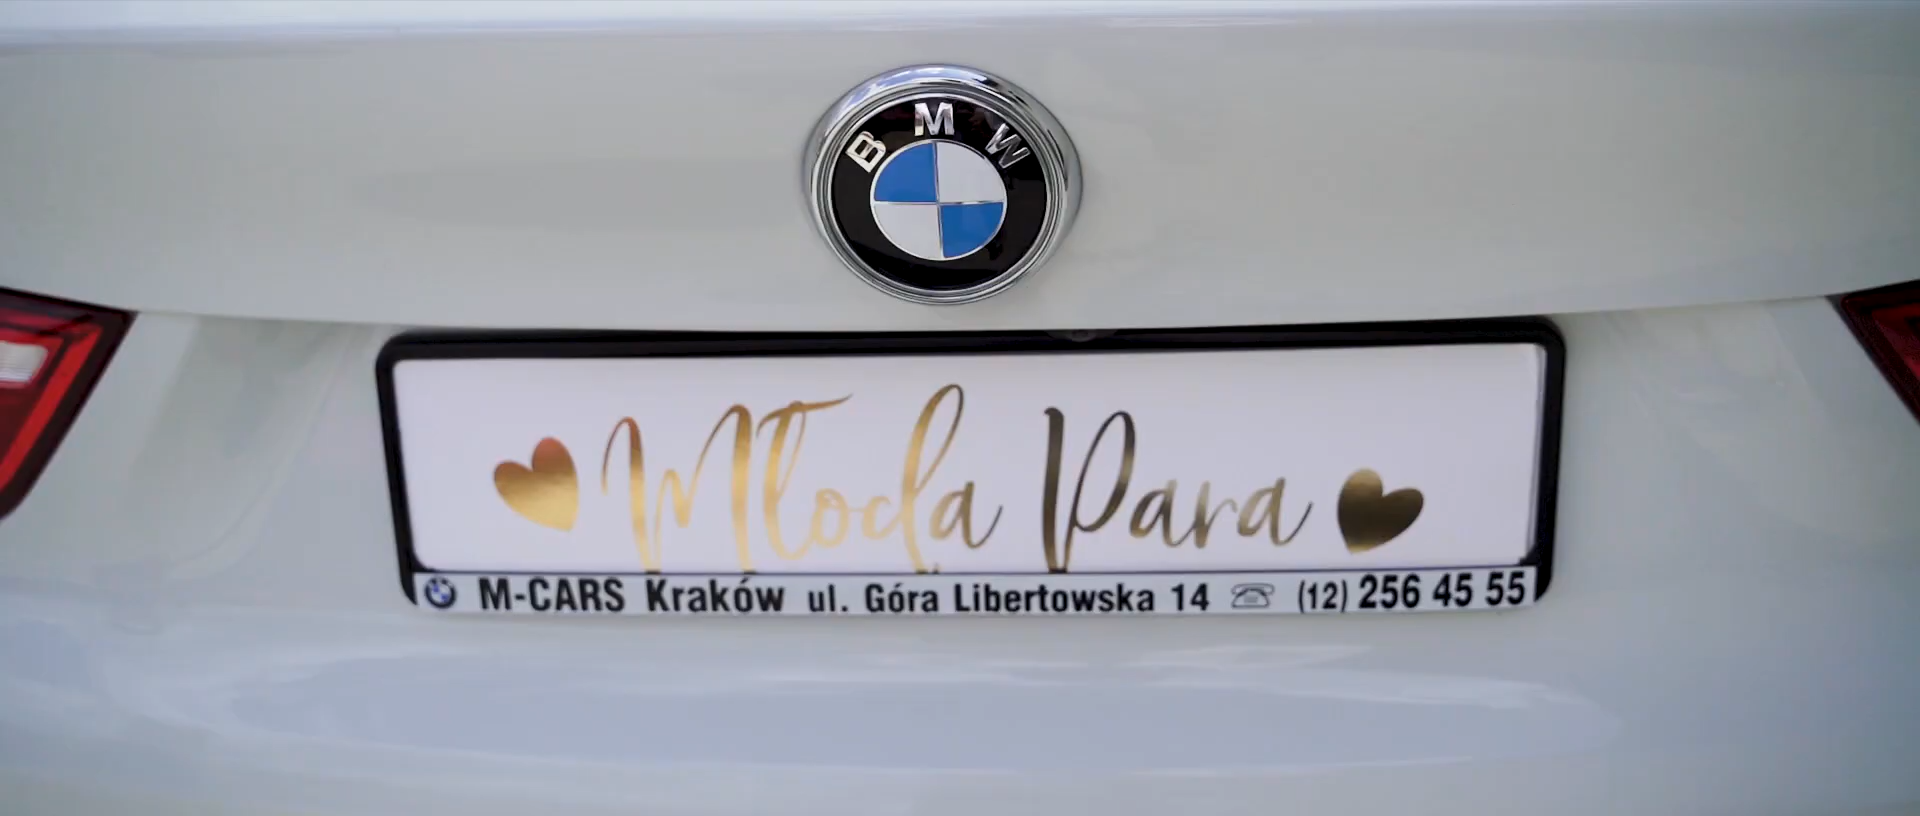 BMW
Młoda Para
M-CARS Kraków ul. Góra Libertowska 14 ☏ (12) 256 45 55